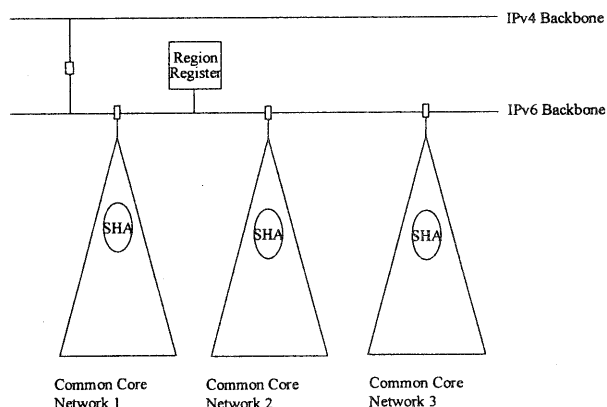 IPv4 Backbone
Region
Register
IPv6 Backbone
SHA
SHA
SHA
Common Core
Network 1
Common Core
Network 2
Common Core
Network 3